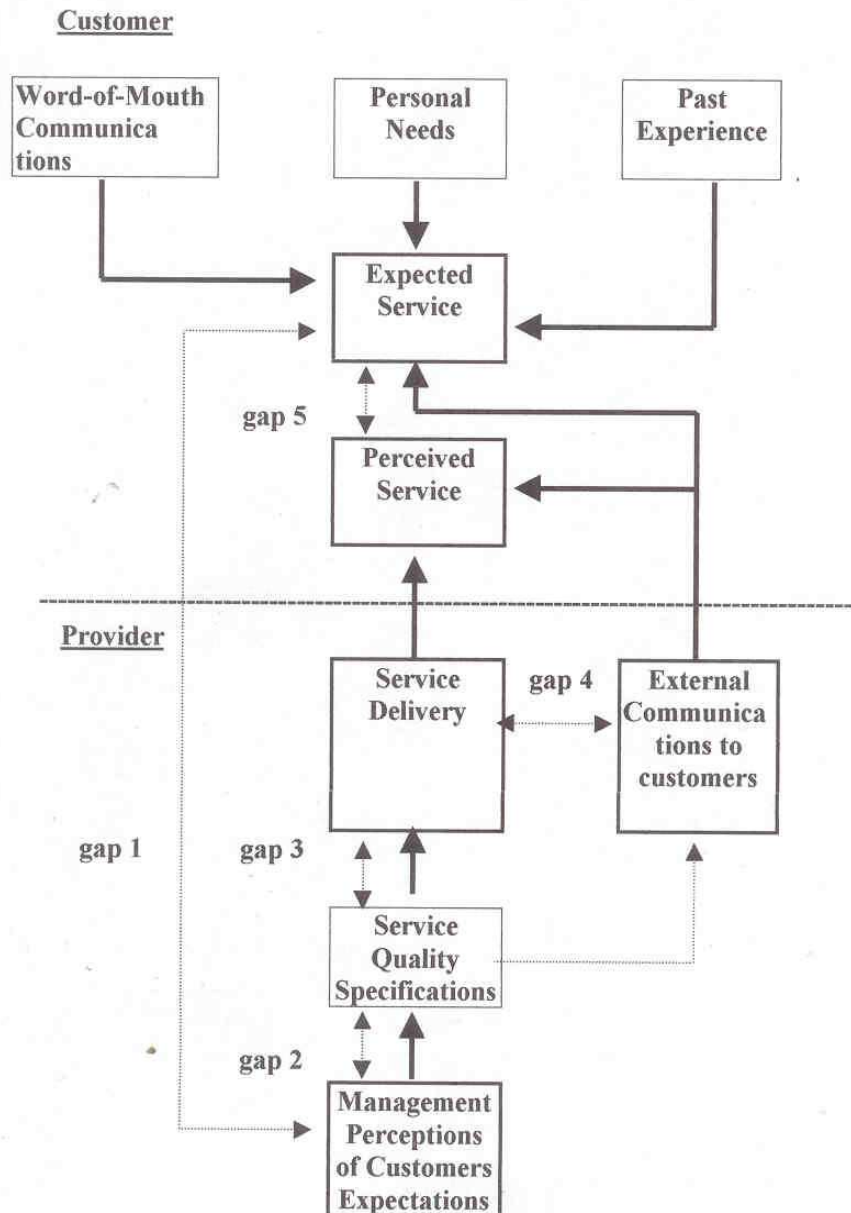 Customer
Word-of-Mouth
Communica
tions
Personal
Needs
Past
Experience
Expected
Service
gap 5
Perceived
Service
Provider
Service
Delivery
gap 4
External
Communica
tions to
customers
gap 1
gap 3
Service
Quality
Specifications
gap 2
Management
Perceptions
of Customers
Expectations